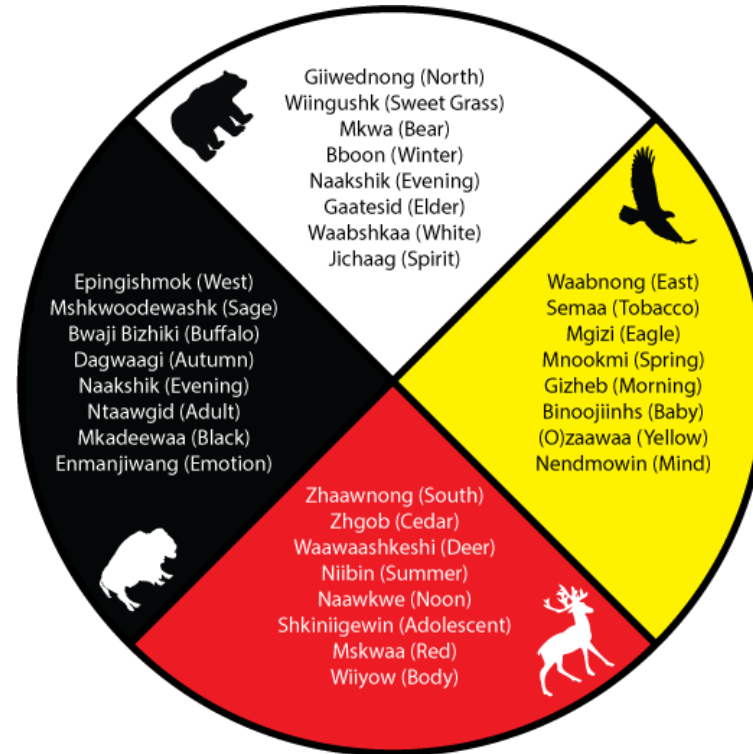 Giiwednong (North)
Wiingushk (Sweet Grass)
Mkwa (Bear)
Bboon (Winter)
Naakshik (Evening)
Gaatesid (Elder)
Waabshkaa (White)
Jichaag (Spirit)
Waabnong (East)
Semaa (Tobacco)
Mgizi (Eagle)
Mnookmi (Spring)
Gizheb (Morning)
Binoojiinhs (Baby)
(O)zaawaa (Yellow)
Nendmowin (Mind)
Zhaawnong (South)
Zhgob (Cedar)
Waawaashkeshi (Deer)
Niibin (Summer)
Naawkwe (Noon)
Shkiniigewin (Adolescent)
Mskwaa (Red)
Wiiyow (Body)
Epingishmok (West)
Mshkwoodewashk (Sage)
Bwaji Bizhiki (Buffalo)
Dagwaagi (Autumn)
Naakshik (Evening)
Ntaawgid (Adult)
Mkadeewaa (Black)
Enmanjiwang (Emotion)